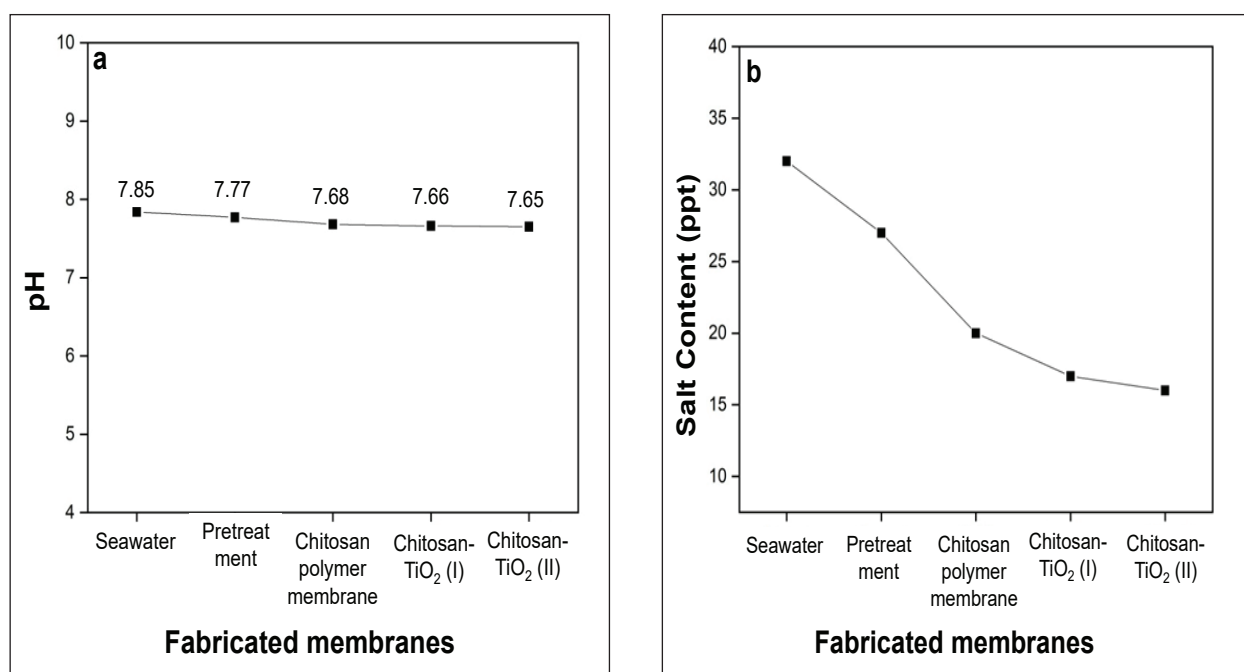 a
10
9
8
7
6
5
4
pH
7.85
7.77
7.68
7.66
7.65
Seawater
Pretreat
ment
Chitosan
polymer
membrane
Chitosan-
TiO₂ (I)
Chitosan-
TiO₂ (II)
Fabricated membranes
b
40
35
30
25
20
15
10
Salt Content (ppt)
Seawater
Pretreat
ment
Chitosan
polymer
membrane
Chitosan-
TiO₂ (I)
Chitosan-
TiO₂ (II)
Fabricated membranes